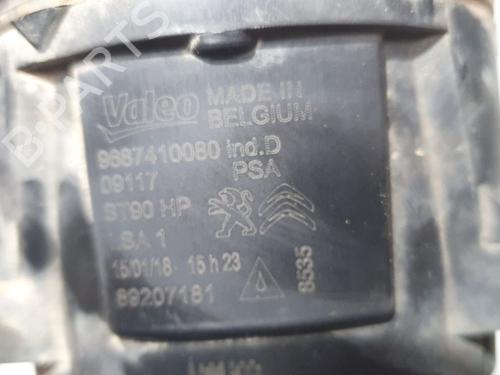 Valeo MADE IN BELGIUM
9687410080 ind.D
09117 PSA
ST90 HP
SA 1
15/01/18 15 h 23
89207181
8535
B-PARTS